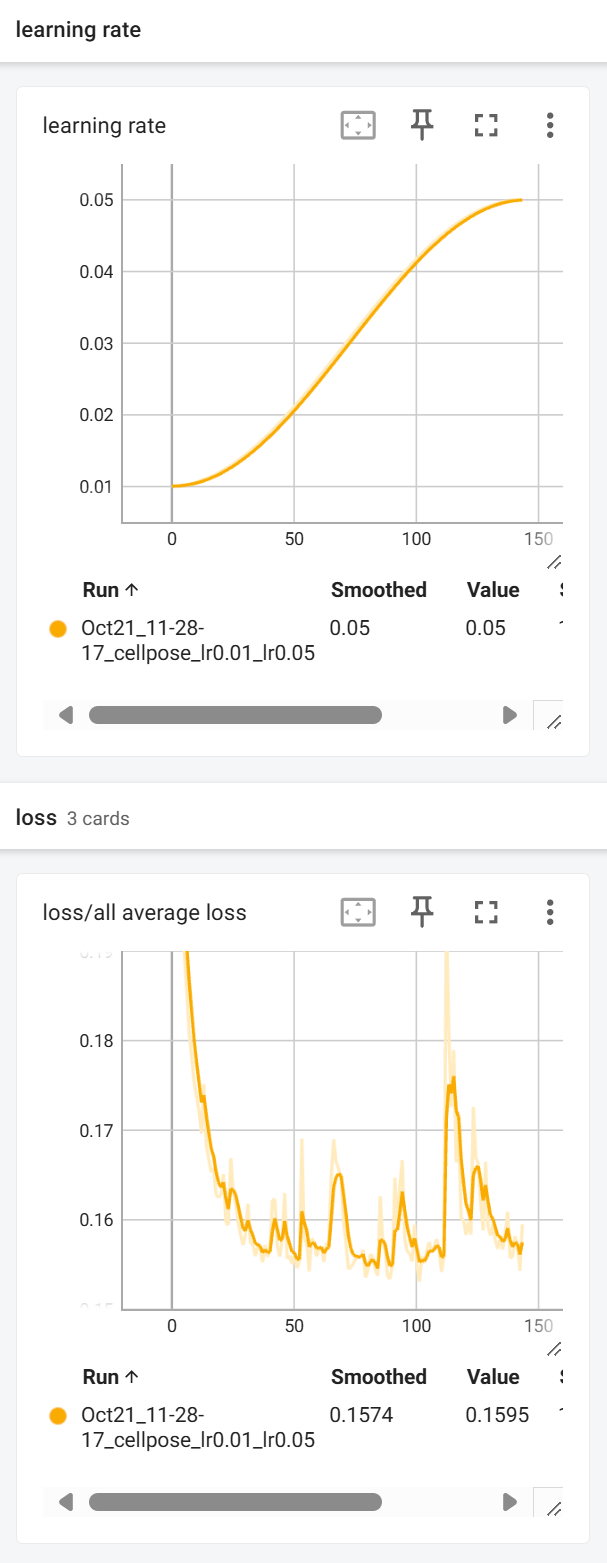 learning rate
learning rate
0.05
0.04
0.03
0.02
0.01
0 50 100 150
Run ↑ Smoothed Value
Oct21_11-28-
17_cellpose_lr0.01_lr0.05 0.05 0.05
loss 3 cards
loss/all average loss
0.18
0.17
0.16
0 50 100 150
Run ↑ Smoothed Value
Oct21_11-28-
17_cellpose_lr0.01_lr0.05 0.1574 0.1595